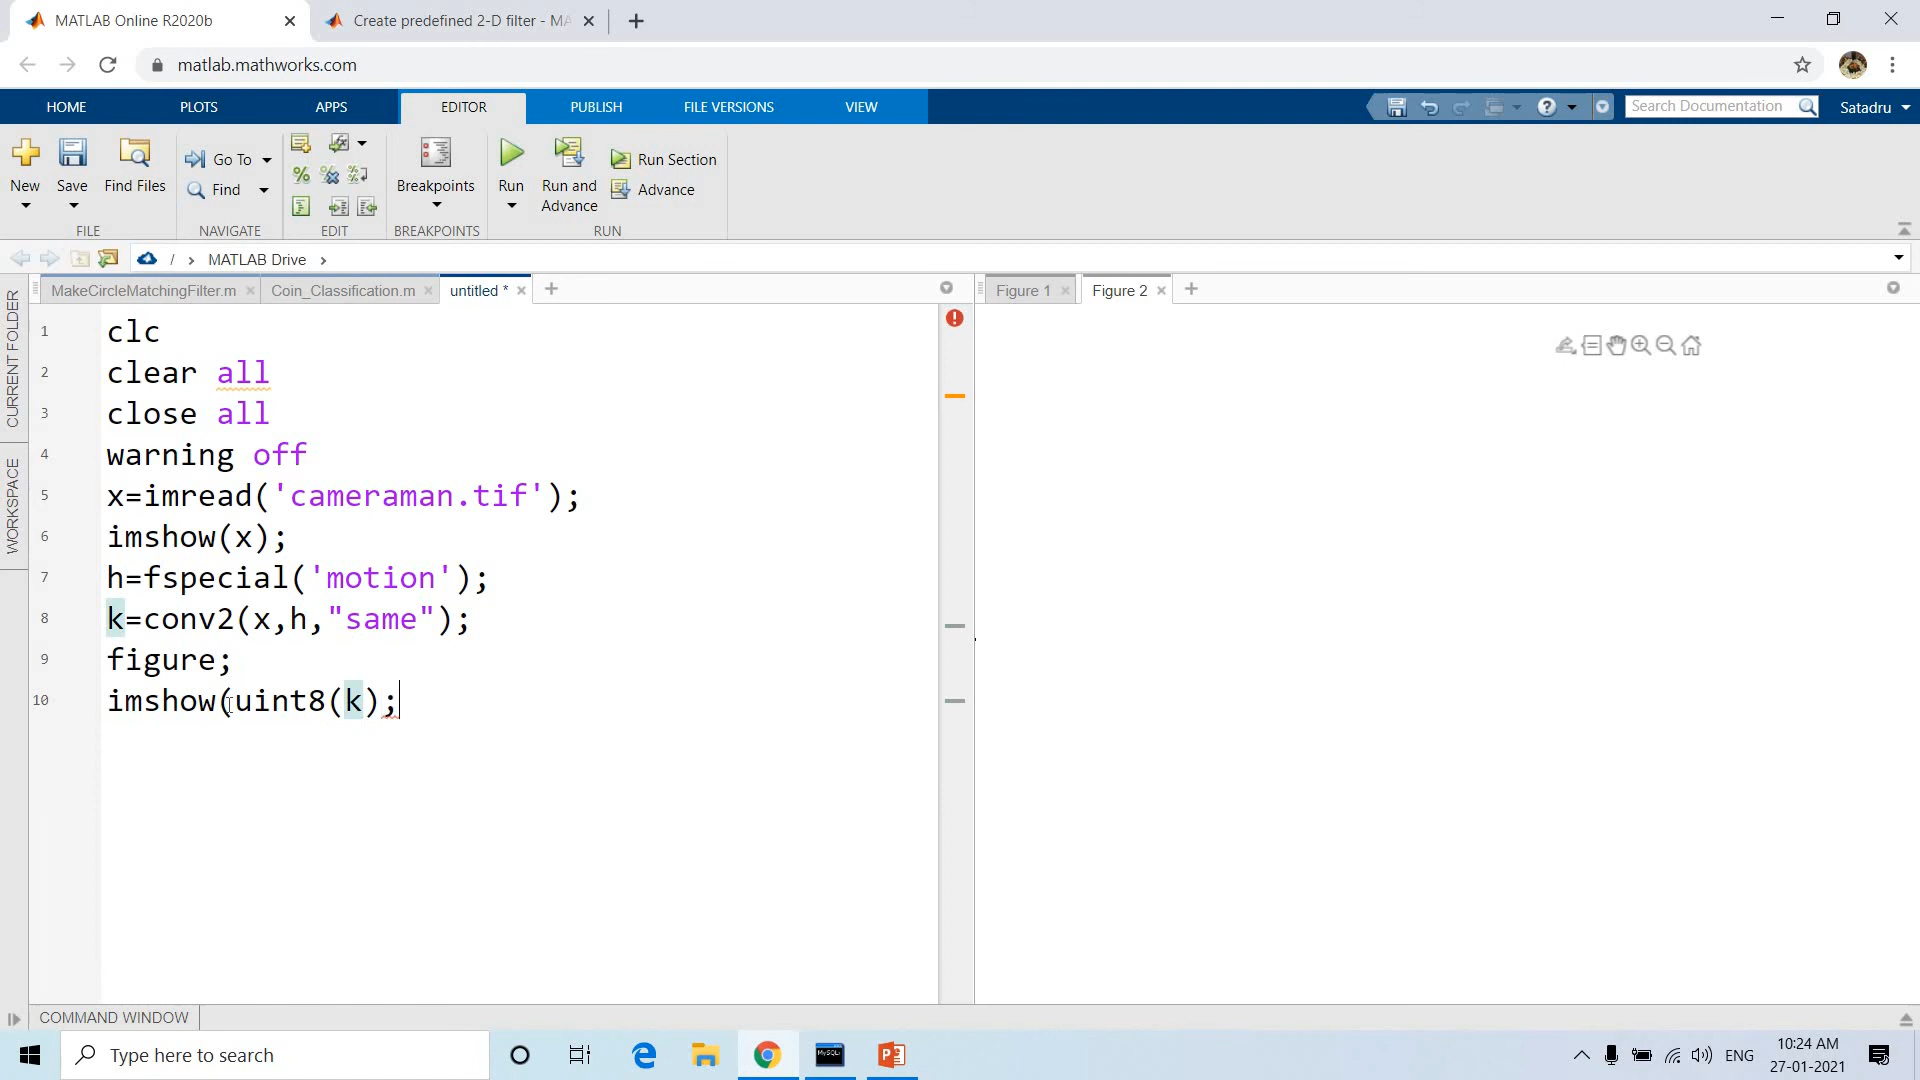 MATLAB Online R2020b
Create predefined 2-D filter - MA
matlab.mathworks.com
HOME PLOTS APPS EDITOR PUBLISH FILE VERSIONS VIEW
Search Documentation
Satadru
New Save Find Files
Go To
Find
Breakpoints
Run
Run and Advance
Run Section
Advance
FILE NAVIGATE EDIT BREAKPOINTS RUN
/ › MATLAB Drive ›
CURRENT FOLDER
WORKSPACE
MakeCircleMatchingFilter.m × Coin_Classification.m × untitled * ×
Figure 1 × Figure 2 ×
1 clc
2 clear all
3 close all
4 warning off
5 x=imread('cameraman.tif');
6 imshow(x);
7 h=fspecial('motion');
8 k=conv2(x,h,"same");
9 figure;
10 imshow(uint8(k);
COMMAND WINDOW
Type here to search
MySQL
ENG
10:24 AM
27-01-2021